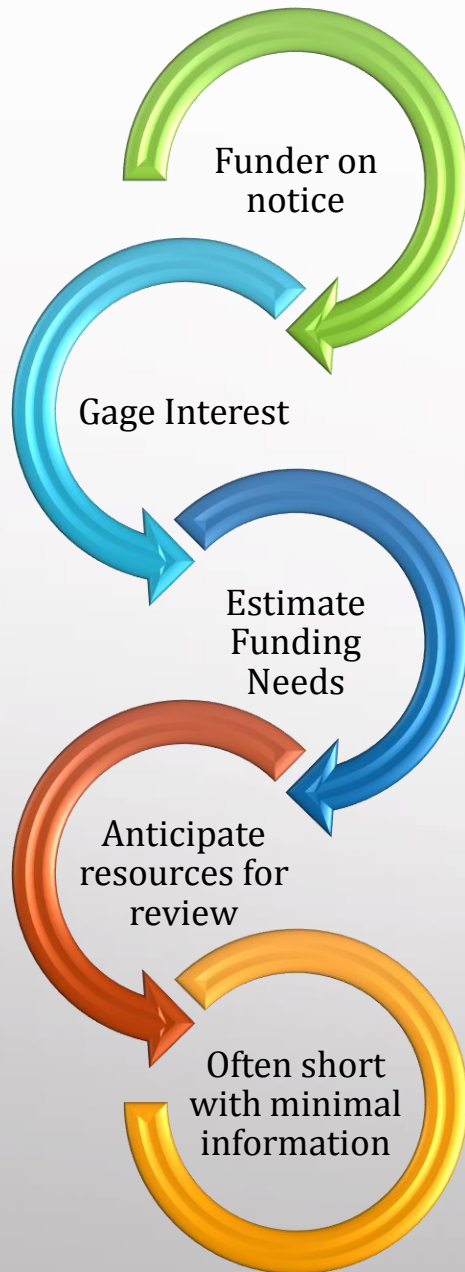 Funder on
notice
Gage Interest
Estimate
Funding
Needs
Anticipate
resources for
review
Often short
with minimal
information